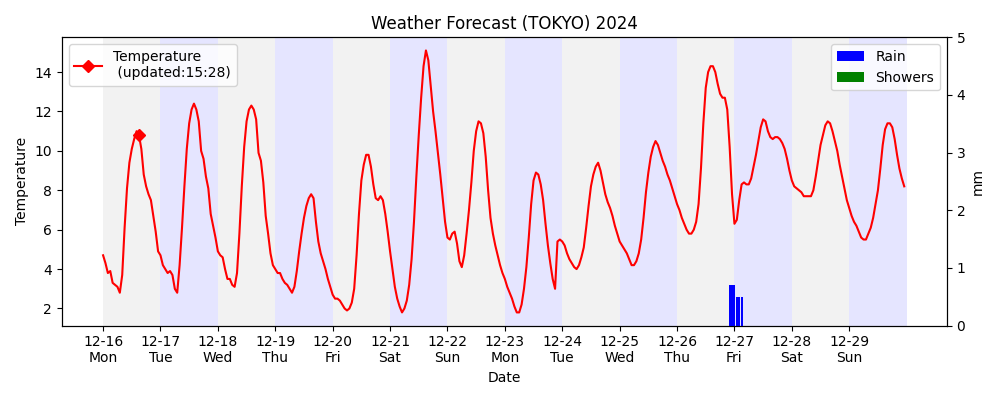 Weather Forecast (TOKYO) 2024
Temperature
(updated:15:28)
Rain
Showers
Temperature
14
12
10
8
6
4
2
5
4
3
2
1
0
mm
12-16 12-17 12-18 12-19 12-20 12-21 12-22 12-23 12-24 12-25 12-26 12-27 12-28 12-29
Mon Tue Wed Thu Fri Sat Sun Mon Tue Wed Thu Fri Sat Sun
Date